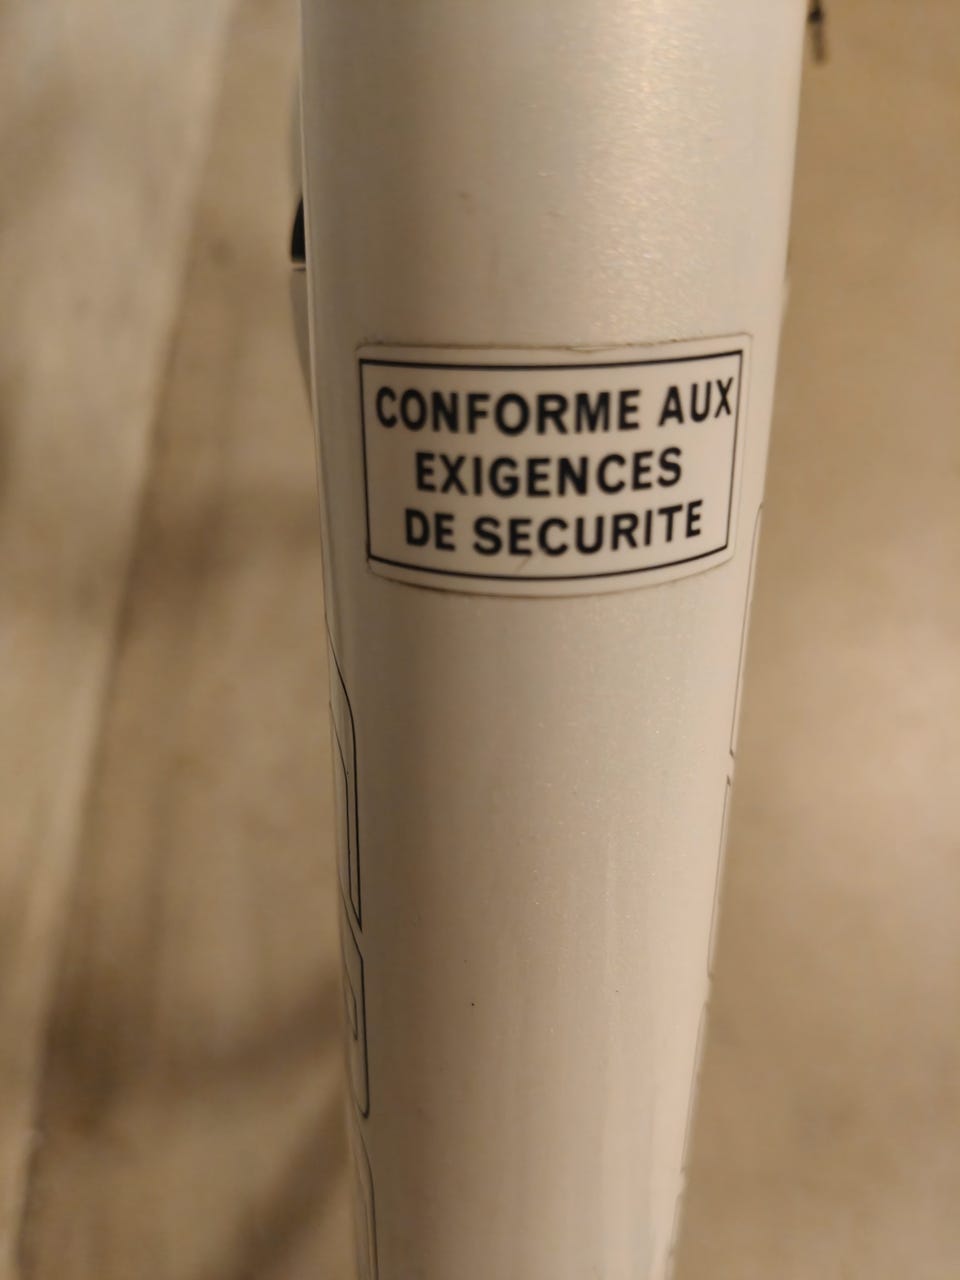 CONFORME AUX
EXIGENCES
DE SECURITE